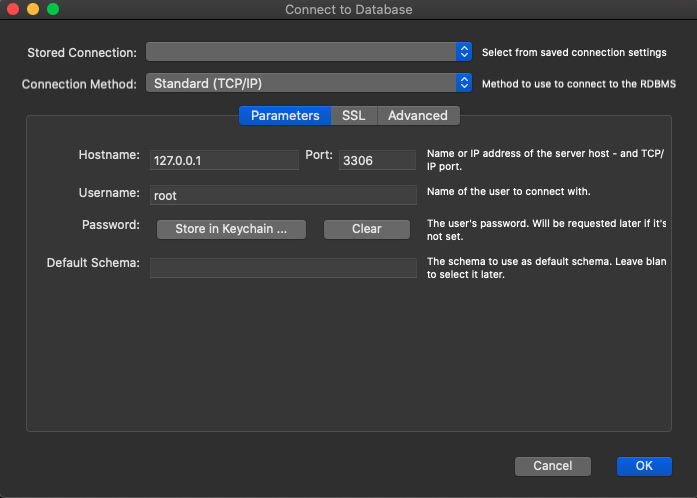 Connect to Database
Stored Connection:
Select from saved connection settings
Connection Method:
Standard (TCP/IP)
Method to use to connect to the RDBMS
Parameters
SSL
Advanced
Hostname:
127.0.0.1
Port:
3306
Name or IP address of the server host - and TCP/
IP port.
Username:
root
Name of the user to connect with.
Password:
Store in Keychain ...
Clear
The user's password. Will be requested later if it's
not set.
Default Schema:
The schema to use as default schema. Leave blan
to select it later.
Cancel
OK